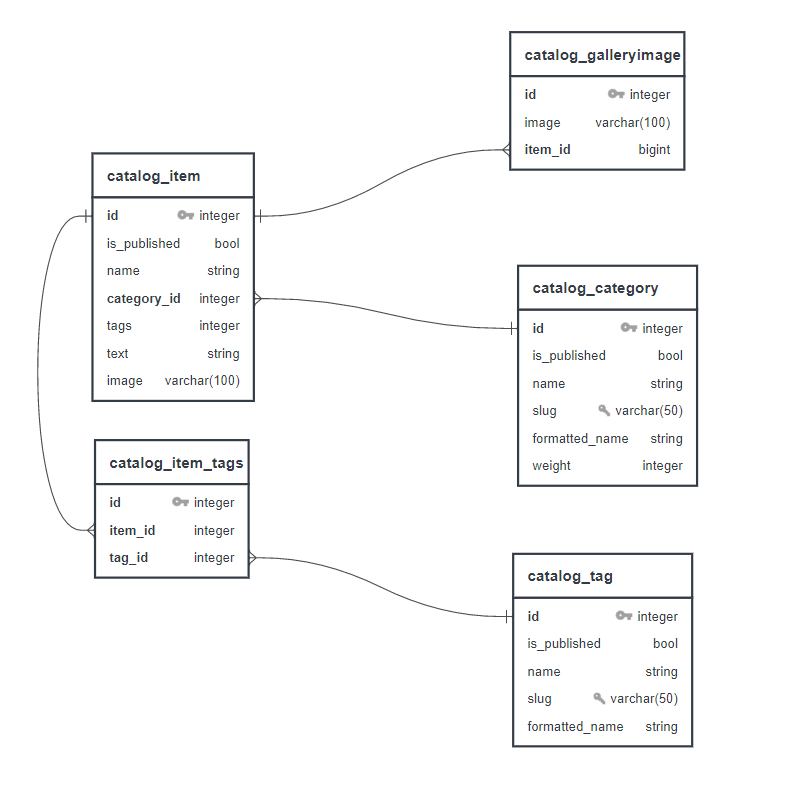 catalog_galleryimage
id integer
image varchar(100)
item_id bigint
catalog_item
id integer
is_published bool
name string
category_id integer
tags integer
text string
image varchar(100)
catalog_category
id integer
is_published bool
name string
slug varchar(50)
formatted_name string
weight integer
catalog_item_tags
id integer
item_id integer
tag_id integer
catalog_tag
id integer
is_published bool
name string
slug varchar(50)
formatted_name string